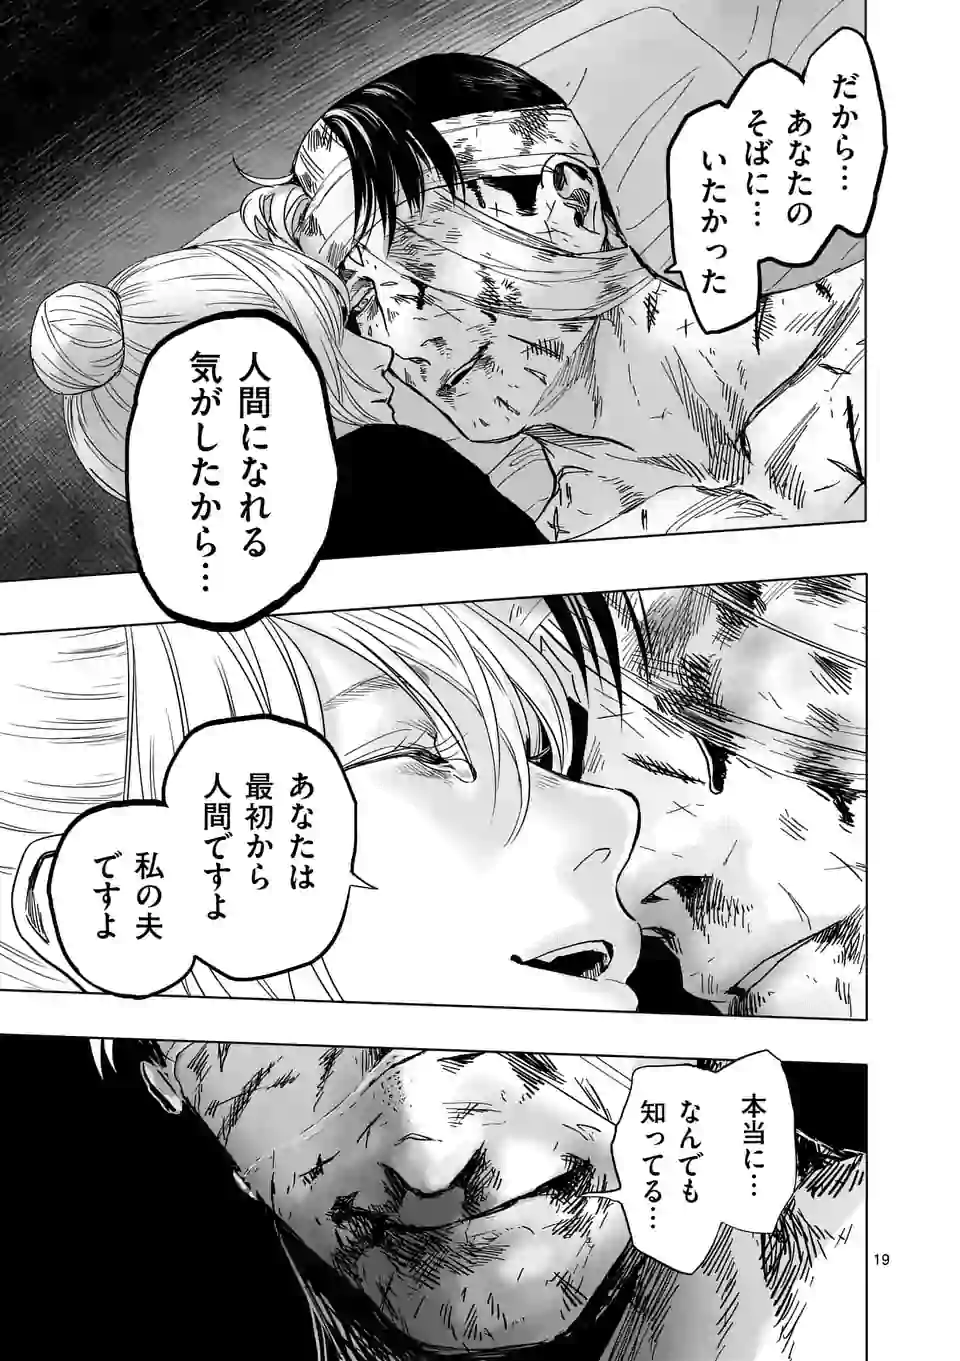 だから…
あなたの
そばに…
いたかった
人間になれる
気がしたから…
あなたは
最初から
人間ですよ
私の夫
ですよ
本当に…
なんでも
知ってる…
19